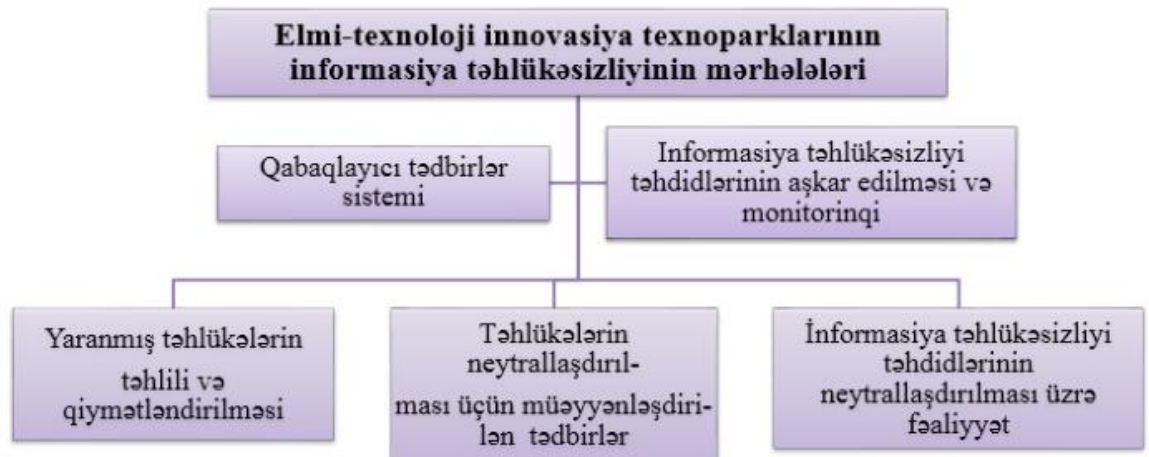 Elmi-texnoloji innovasiya texnoparklarının
informasiya təhlükəsizliyinin mərhələləri
Qabaqlayıcı tədbirlər
sistemi
Informasiya təhlükəsizliyi
təhdidlərinin aşkar edilməsi və
monitorinqi
Yaranmış təhlükələrin
təhlili və
qiymətləndirilməsi
Təhlükələrin
neytrallaşdırıl-
ması üçün müəyyənləşdiri-
lən tədbirlər
İnformasiya təhlükəsizliyi
təhdidlərinin
neytrallaşdırılması üzrə
fəaliyyət